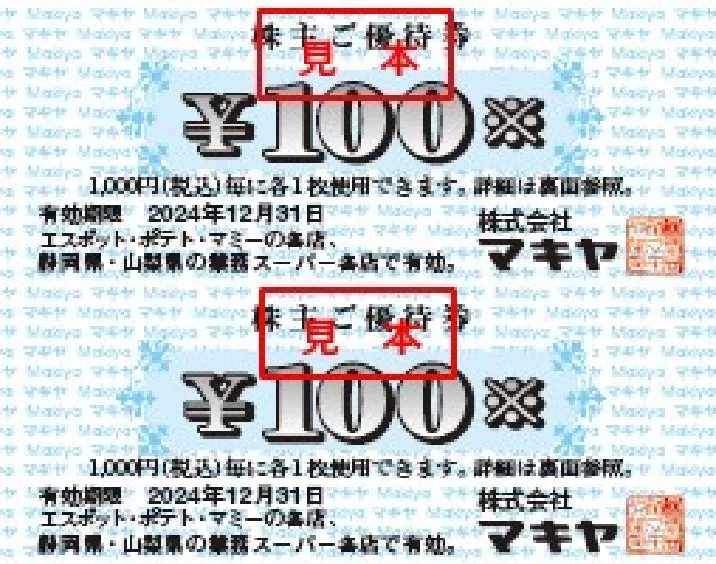 株主ご優待券
見本
¥100※
1,000円(税込)毎に各1枚使用できます。詳細は裏面参照。
有効期限 2024年12月31日
エスポット・ポテト・マミーの各店、
静岡県・山梨県の業務スーパー各店で有効。
株式会社
マキヤ
株主ご優待券
見本
¥100※
1,000円(税込)毎に各1枚使用できます。詳細は裏面参照。
有効期限 2024年12月31日
エスポット・ポテト・マミーの各店、
静岡県・山梨県の業務スーパー各店で有効。
株式会社
マキヤ